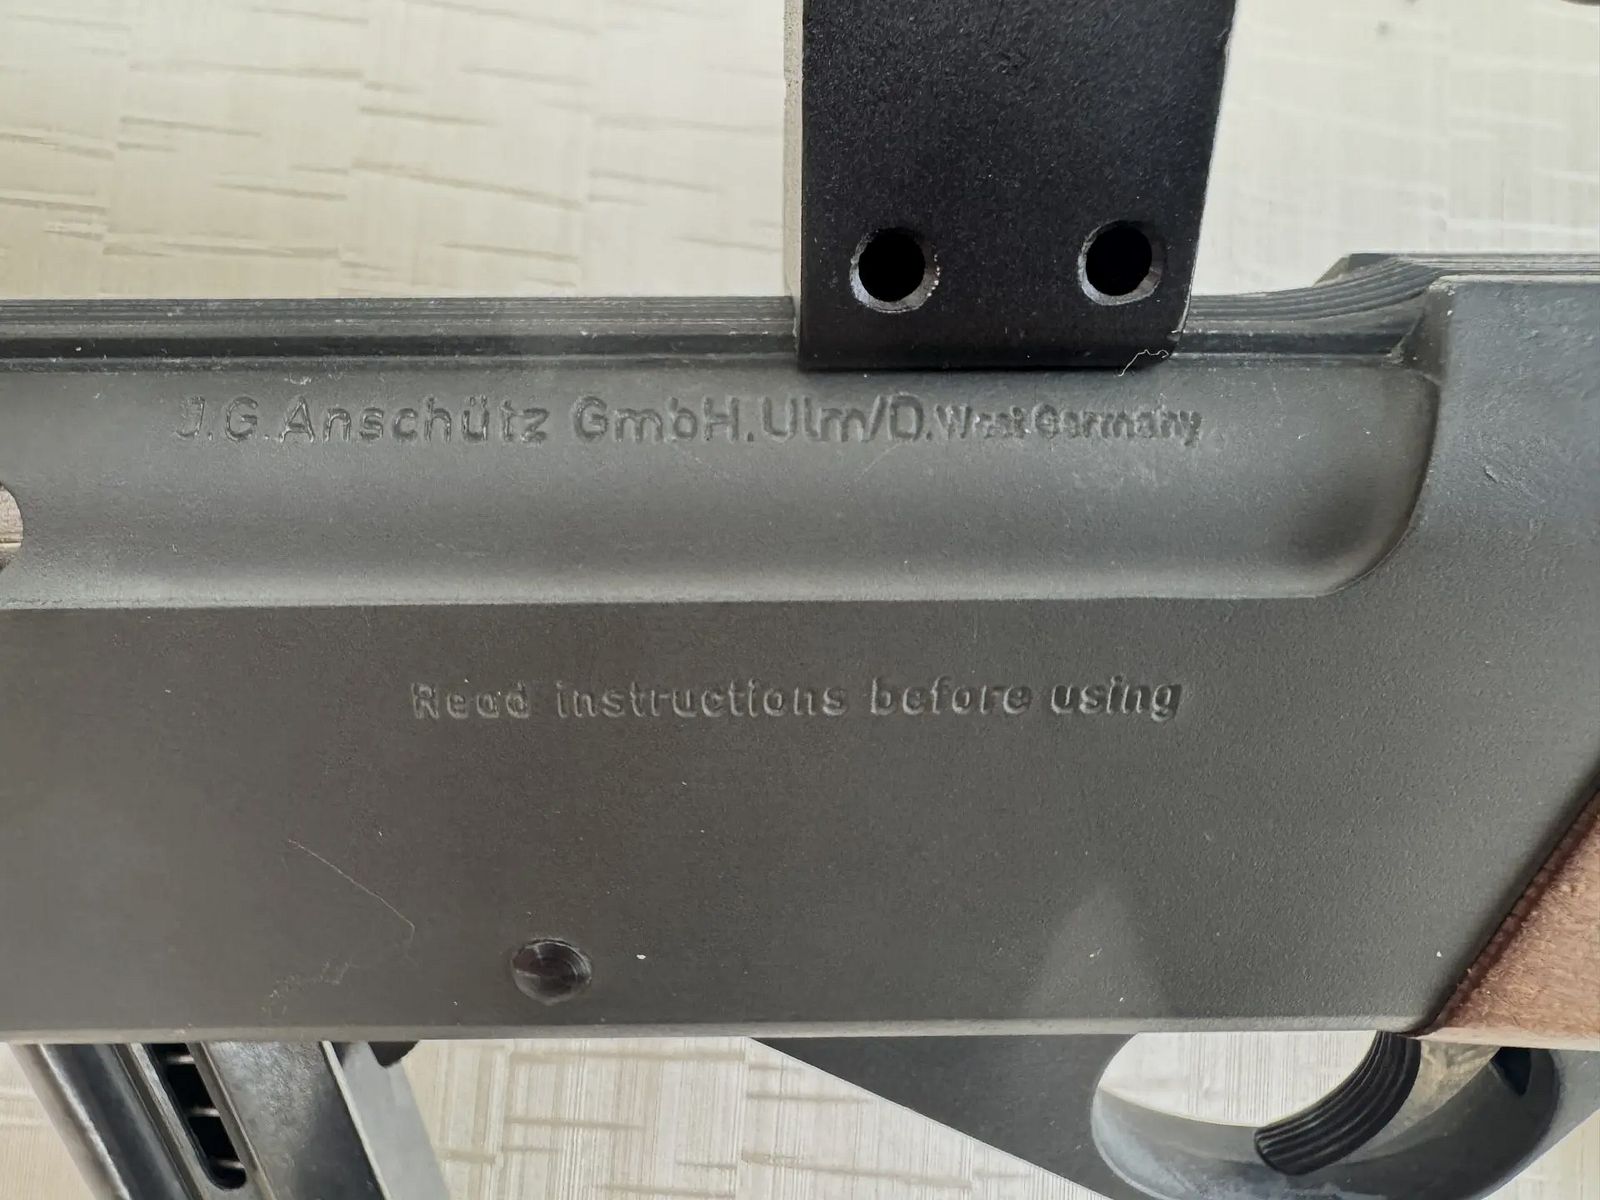 J.G.Anschütz GmbH.Ulm/D.West Germany
Read instructions before using